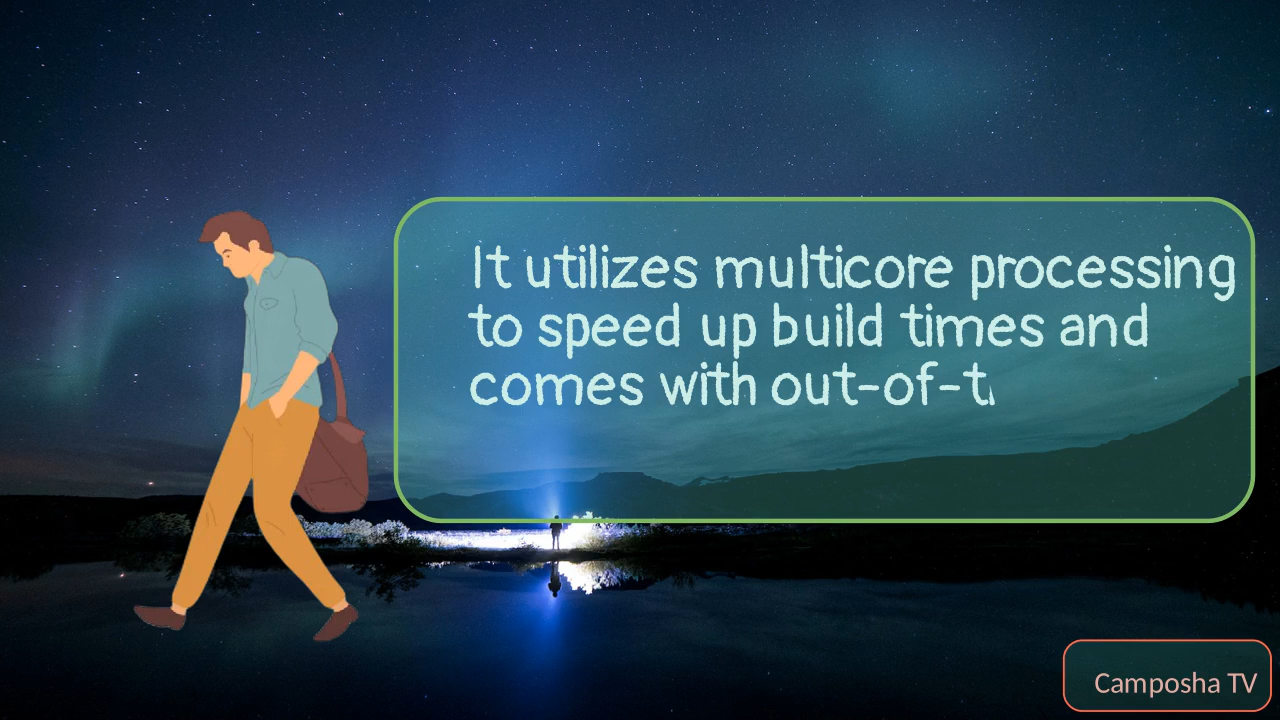 It utilizes multicore processing
to speed up build times and
comes with out-of-t
Camposha TV